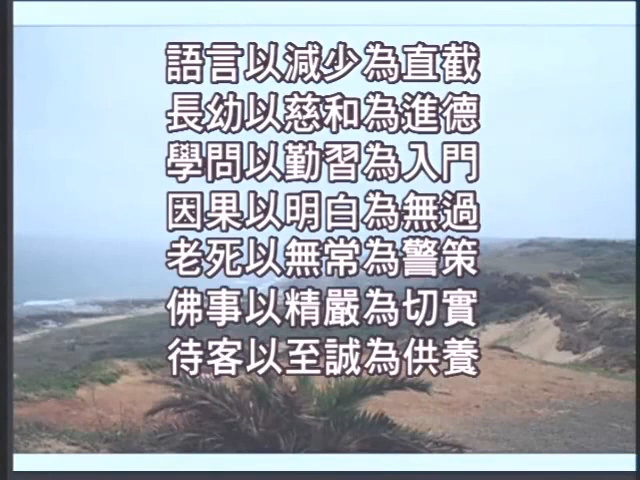 語言以減少為直截
長幼以慈和為進德
學問以勤習為入門
因果以明白為無過
老死以無常為警策
佛事以精嚴為切實
待客以至誠為供養